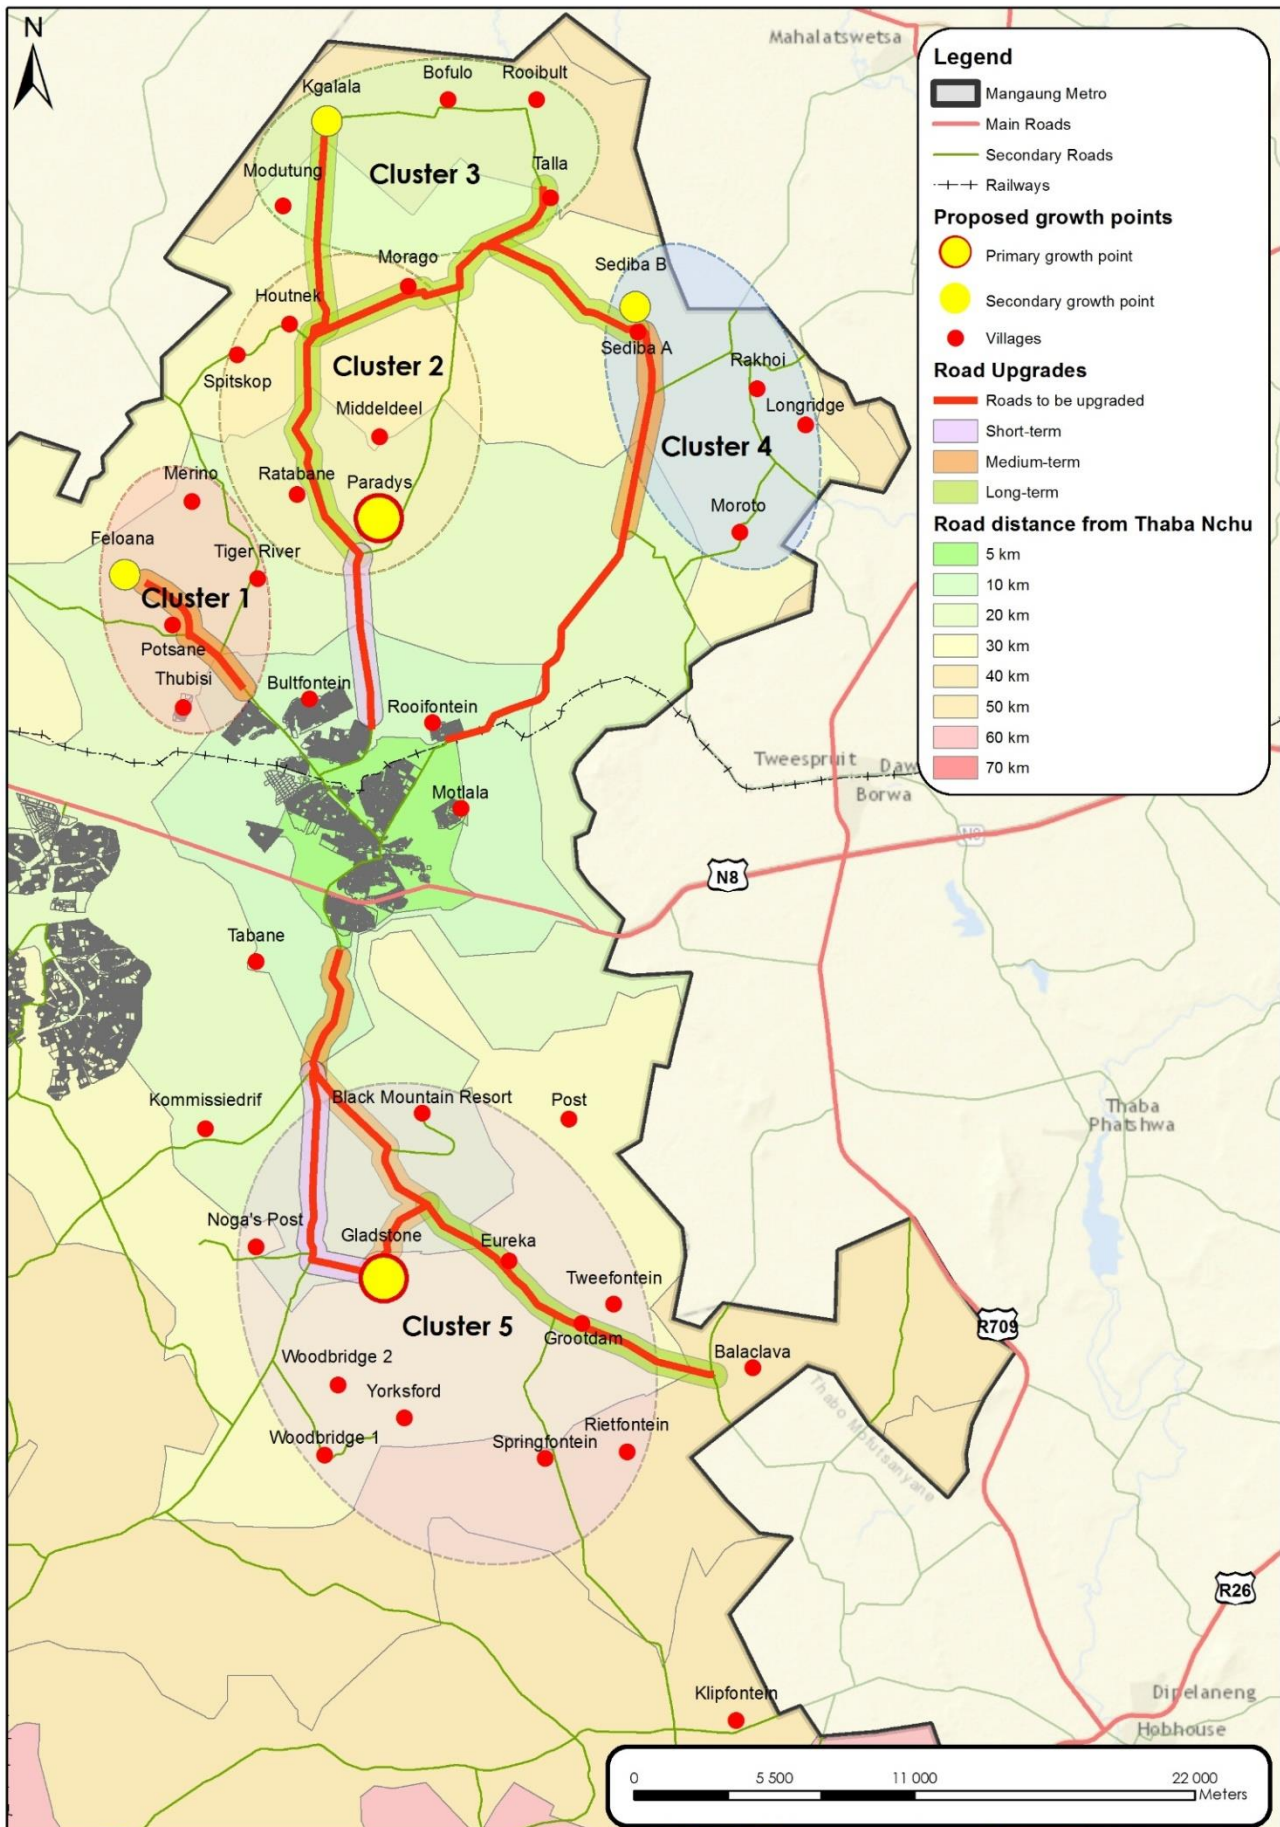 N
Mahalatswetsa
Legend
Mangaung Metro
Main Roads
Secondary Roads
Railways
Proposed growth points
Primary growth point
Secondary growth point
Villages
Road Upgrades
Roads to be upgraded
Short-term
Medium-term
Long-term
Road distance from Thaba Nchu
5 km
10 km
20 km
30 km
40 km
50 km
60 km
70 km
Kgalala
Bofulo
Rooibult
Modutung
Cluster 3
Talla
Morago
Sediba B
Houtnek
Sediba A
Spitskop
Cluster 2
Rakhoi
Middeldeel
Longridge
Cluster 4
Merino
Ratabane
Paradys
Moroto
Feloana
Tiger River
Cluster 1
Potsane
Thubisi
Bultfontein
Rooifontein
Tweespruit
Daw
Borwa
Motlala
N8
N8
Tabane
Kommissiedrif
Black Mountain Resort
Post
Thaba
Phatshwa
Noga's Post
Gladstone
Eureka
Tweefontein
Cluster 5
Grootdam
R709
Balaclava
Woodbridge 2
Yorksford
Thabo Mofutsanyane
Woodbridge 1
Springfontein
Rietfontein
R26
Klipfontein
Dipelaneng
Hobhouse
0
5 500
11 000
22 000
Meters